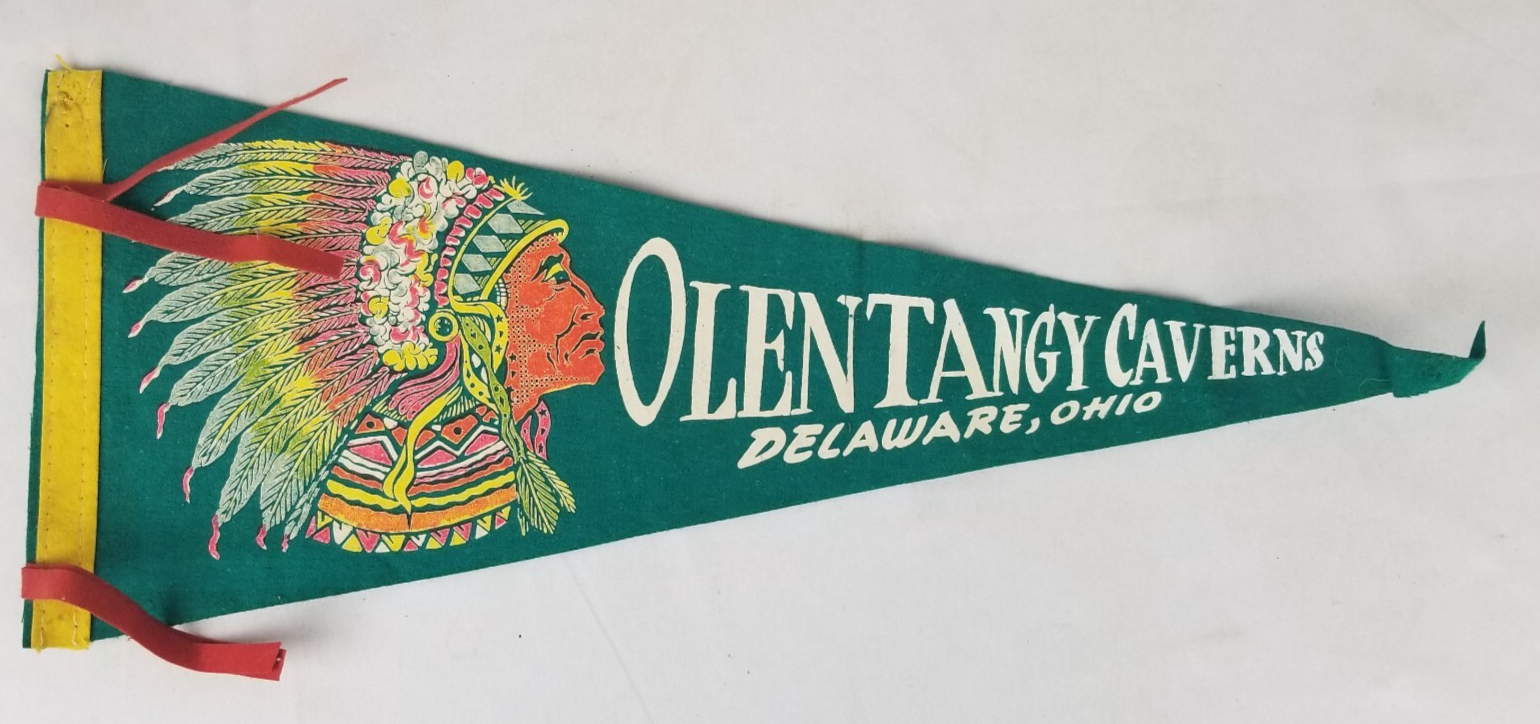 OLENTANGY CAVERNS
DELAWARE, OHIO